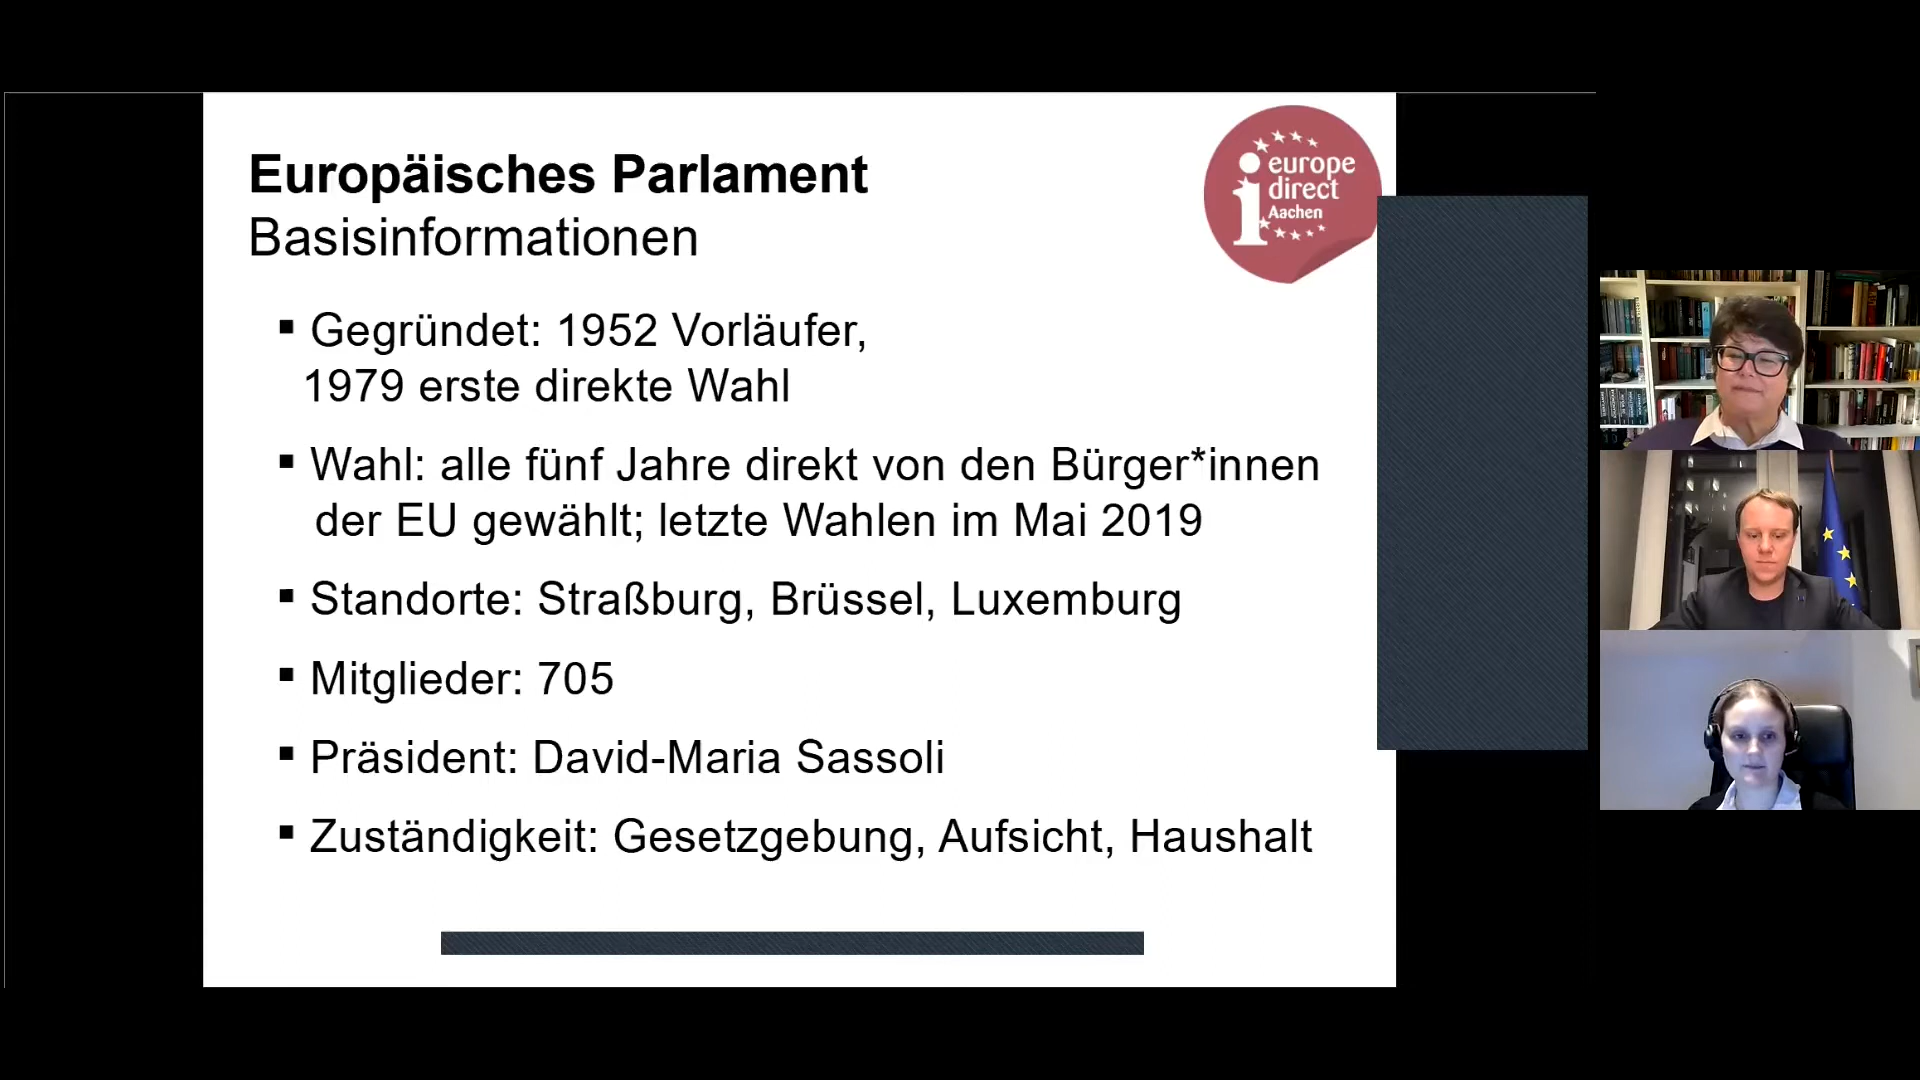 Europäisches Parlament
Basisinformationen
europe
direct
Aachen
▪ Gegründet: 1952 Vorläufer,
1979 erste direkte Wahl
▪ Wahl: alle fünf Jahre direkt von den Bürger*innen
der EU gewählt; letzte Wahlen im Mai 2019
▪ Standorte: Straßburg, Brüssel, Luxemburg
▪ Mitglieder: 705
▪ Präsident: David-Maria Sassoli
▪ Zuständigkeit: Gesetzgebung, Aufsicht, Haushalt